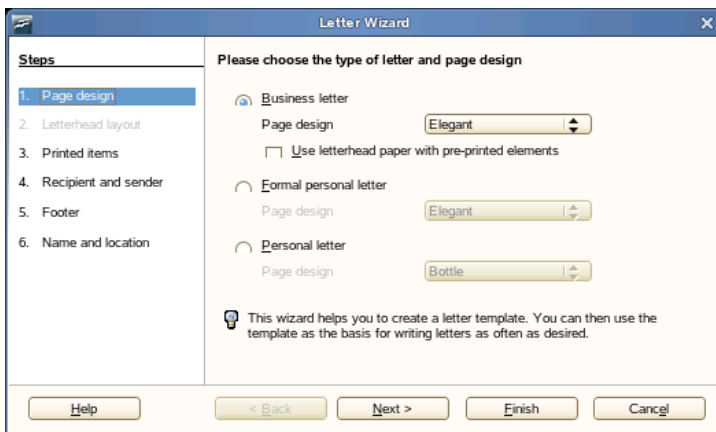 Letter Wizard
Steps
1. Page design
2. Letterhead layout
3. Printed items
4. Recipient and sender
5. Footer
6. Name and location
Please choose the type of letter and page design
Business letter
Page design Elegant
Use letterhead paper with pre-printed elements
Formal personal letter
Page design Elegant
Personal letter
Page design Bottle
This wizard helps you to create a letter template. You can then use the
template as the basis for writing letters as often as desired.
Help < Back Next > Finish Cancel